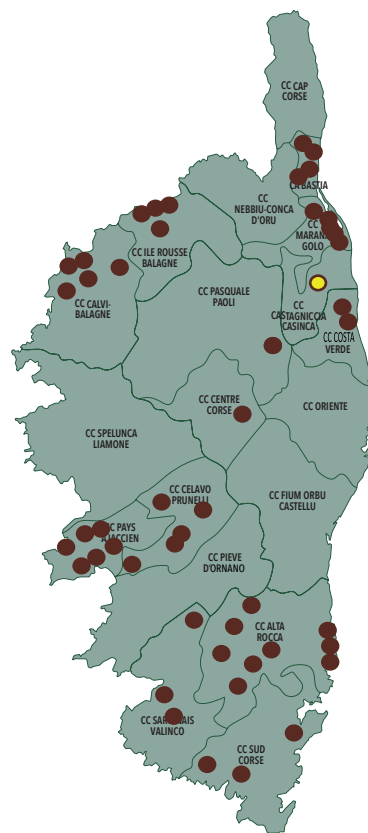 CC CAP
CORSE
CA BASTIA
CC
NEBBIU-CONCA
D'ORU
CC
MARANA
GOLO
CC ILE ROUSSE
BALAGNE
CC CALVI-
BALAGNE
CC PASQUALE
PAOLI
CC
CASTAGNICCIA
CASINCA
CC COSTA
VERDE
CC CENTRE
CORSE
CC ORIENTE
CC SPELUNCA
LIAMONE
CC CELAVO
PRUNELLI
CC FIUM ORBU
CASTELLU
CC PAYS
AJACCIEN
CC PIEVE
D'ORNANO
CC ALTA
ROCCA
CC SARTENAIS
VALINCO
CC SUD
CORSE